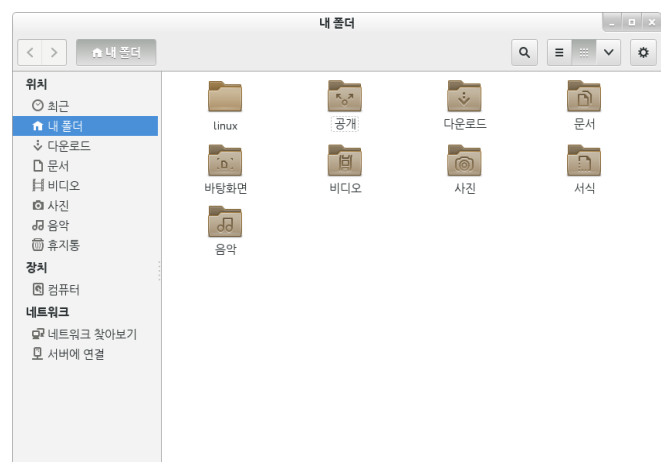 내 폴더
내 폴더
위치
최근
내 폴더
다운로드
문서
비디오
사진
음악
휴지통
장치
컴퓨터
네트워크
네트워크 찾아보기
서버에 연결
linux
공개
다운로드
문서
바탕화면
비디오
사진
서식
음악